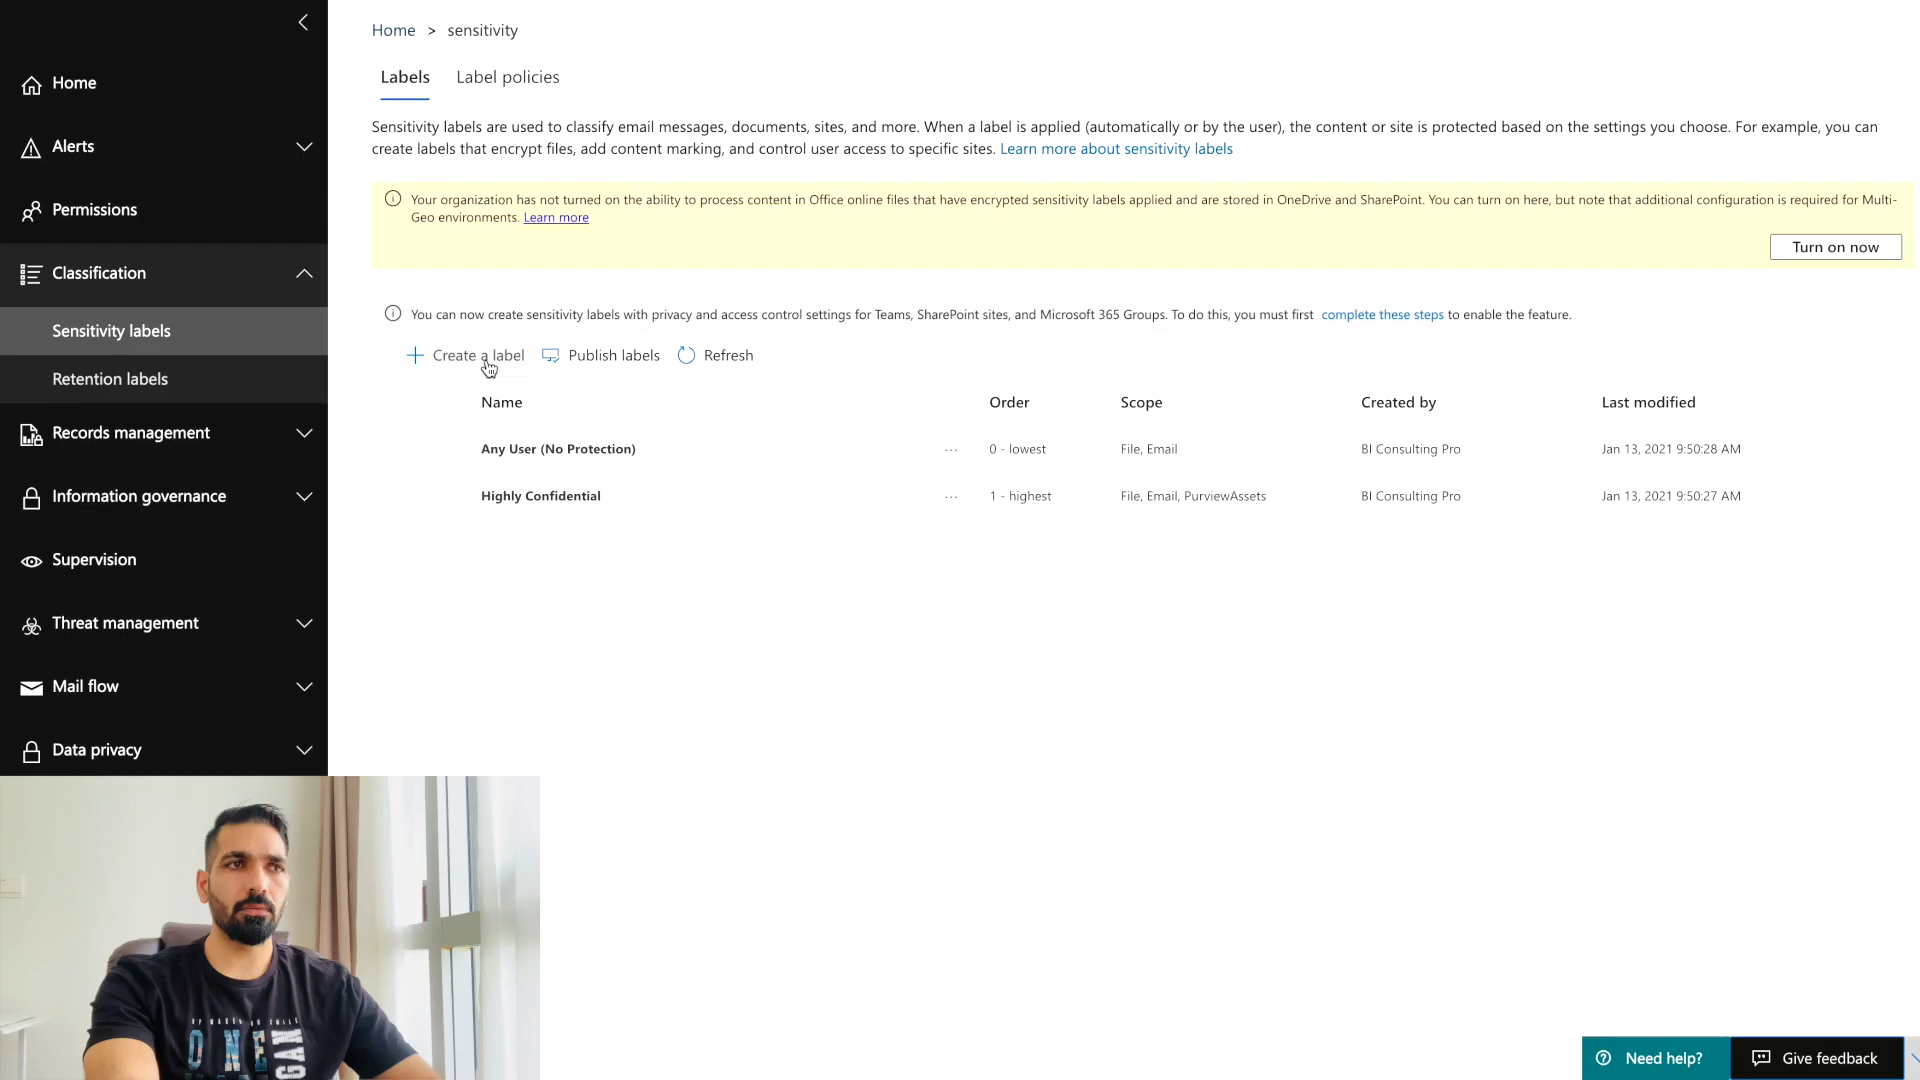 Home > sensitivity
Labels Label policies
Sensitivity labels are used to classify email messages, documents, sites, and more. When a label is applied (automatically or by the user), the content or site is protected based on the settings you choose. For example, you can
create labels that encrypt files, add content marking, and control user access to specific sites. Learn more about sensitivity labels
Your organization has not turned on the ability to process content in Office online files that have encrypted sensitivity labels applied and are stored in OneDrive and SharePoint. You can turn on here, but note that additional configuration is required for Multi-
Geo environments. Learn more
Turn on now
You can now create sensitivity labels with privacy and access control settings for Teams, SharePoint sites, and Microsoft 365 Groups. To do this, you must first complete these steps to enable the feature.
Create a label Publish labels Refresh
Name Order Scope Created by Last modified
Any User (No Protection) ... 0 - lowest File, Email BI Consulting Pro Jan 13, 2021 9:50:28 AM
Highly Confidential ... 1 - highest File, Email, PurviewAssets BI Consulting Pro Jan 13, 2021 9:50:27 AM
Home
Alerts
Permissions
Classification
Sensitivity labels
Retention labels
Records management
Information governance
Supervision
Threat management
Mail flow
Data privacy
ONE
Need help? Give feedback